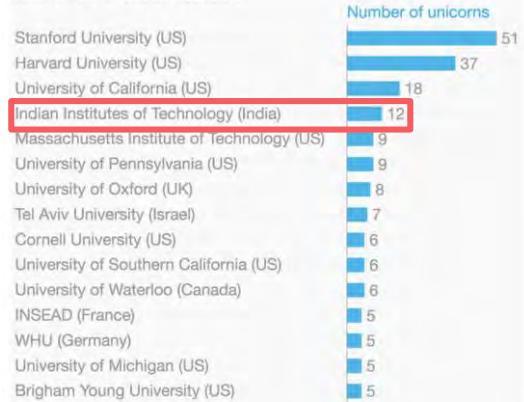 Number of unicorns
Stanford University (US) 51
Harvard University (US) 37
University of California (US) 18
Indian Institutes of Technology (India) 12
Massachusetts Institute of Technology (US) 9
University of Pennsylvania (US) 9
University of Oxford (UK) 8
Tel Aviv University (Israel) 7
Cornell University (US) 6
University of Southern California (US) 6
University of Waterloo (Canada) 6
INSEAD (France) 5
WHU (Germany) 5
University of Michigan (US) 5
Brigham Young University (US) 5